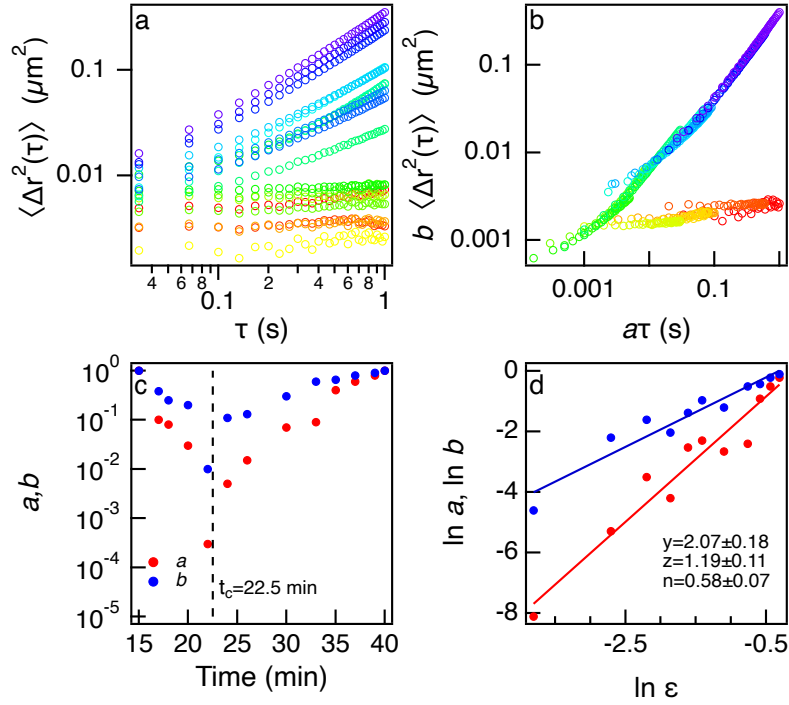 a
⟨Δr²(τ)⟩ (μm²)
0.1
0.01
4 6 8 2 4 6 8
0.1 1
τ (s)
b
b ⟨Δr²(τ)⟩ (μm²)
0.1
0.01
0.001
0.001 0.1
aτ (s)
c
a,b
10⁰
10⁻¹
10⁻²
10⁻³
10⁻⁴
10⁻⁵
a
b
t_c=22.5 min
15 20 25 30 35 40
Time (min)
d
ln a, ln b
0
-2
-4
-6
-8
y=2.07±0.18
z=1.19±0.11
n=0.58±0.07
-2.5 -0.5
ln ε